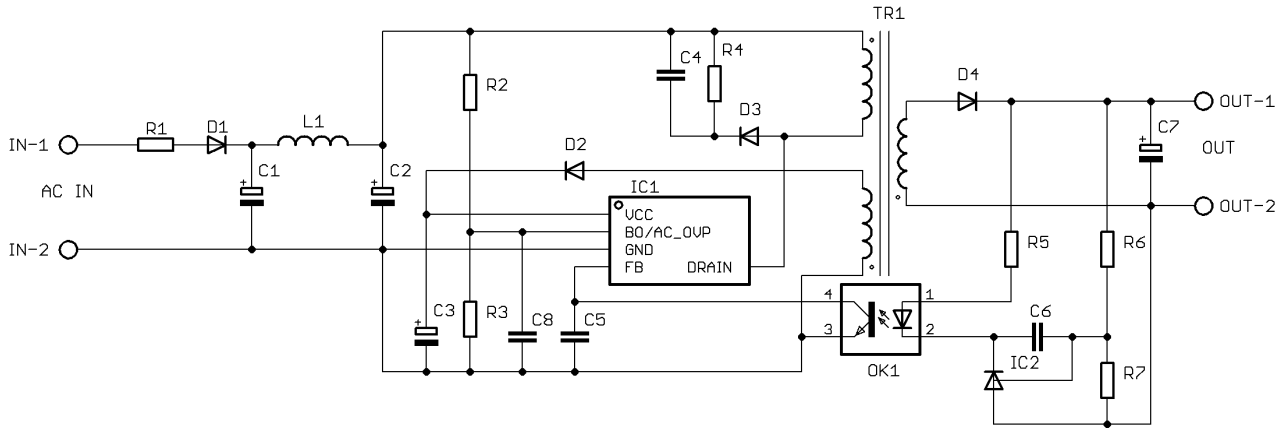 TR1
C4
R4
R2
D3
D4
OUT-1
C7
OUT
IN-1
R1
D1
L1
C1
C2
D2
AC IN
IC1
VCC
BO/AC_OVP
GND
FB
DRAIN
OUT-2
IN-2
R5
R6
C3
R3
C8
C5
4
3
1
2
C6
IC2
OK1
R7
+
+
+
+